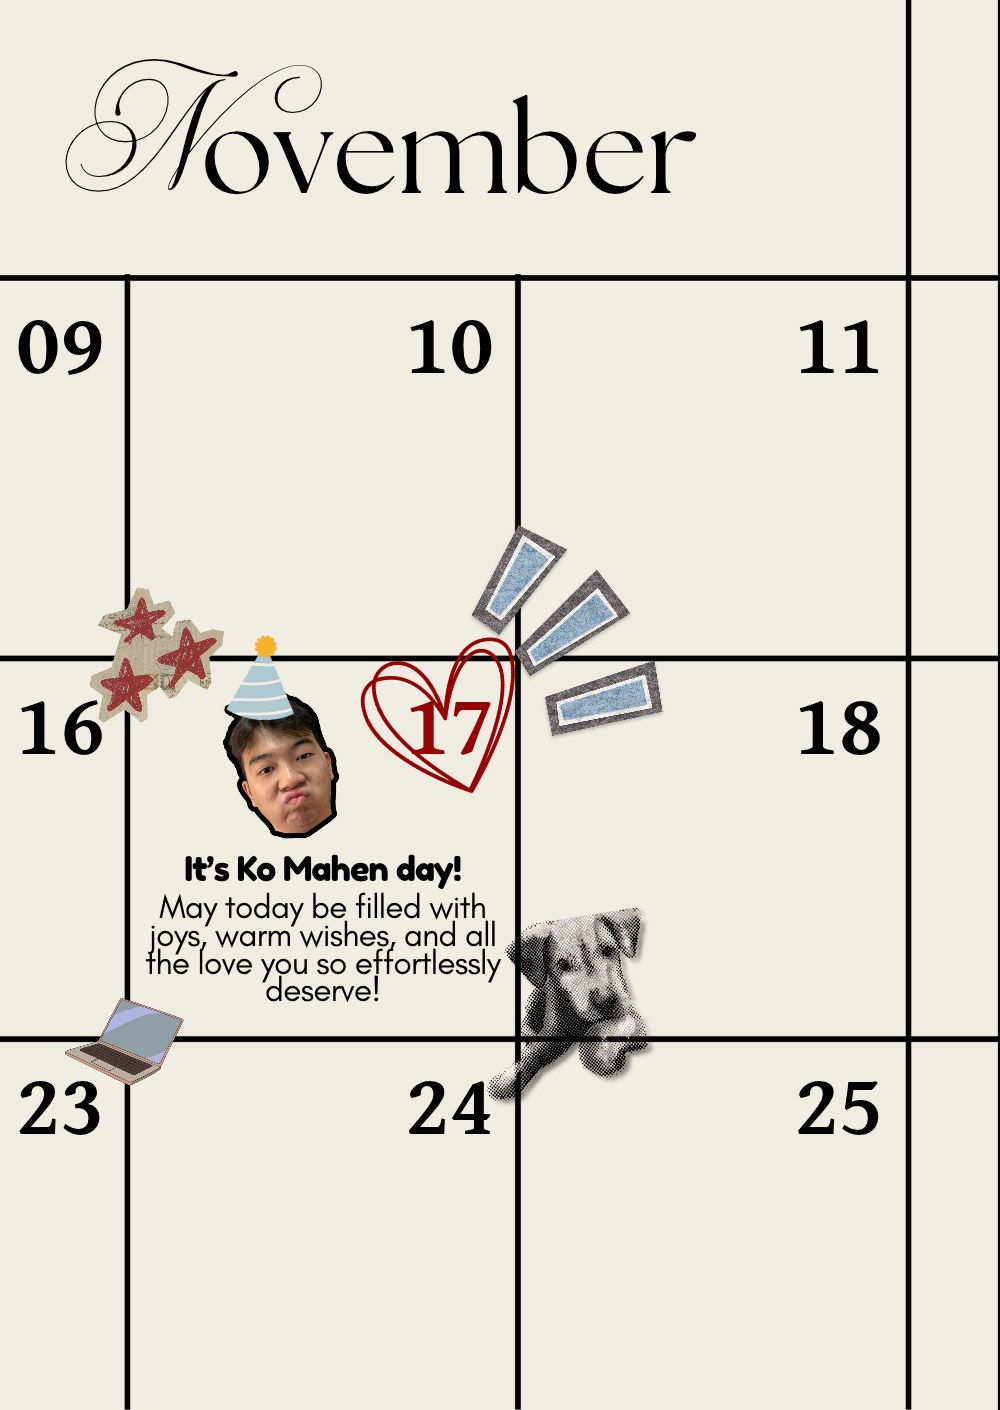 November
09
10
11
16
17
18
It's Ko Mahen day!
May today be filled with
joys, warm wishes, and all
the love you so effortlessly
deserve!
23
24
25